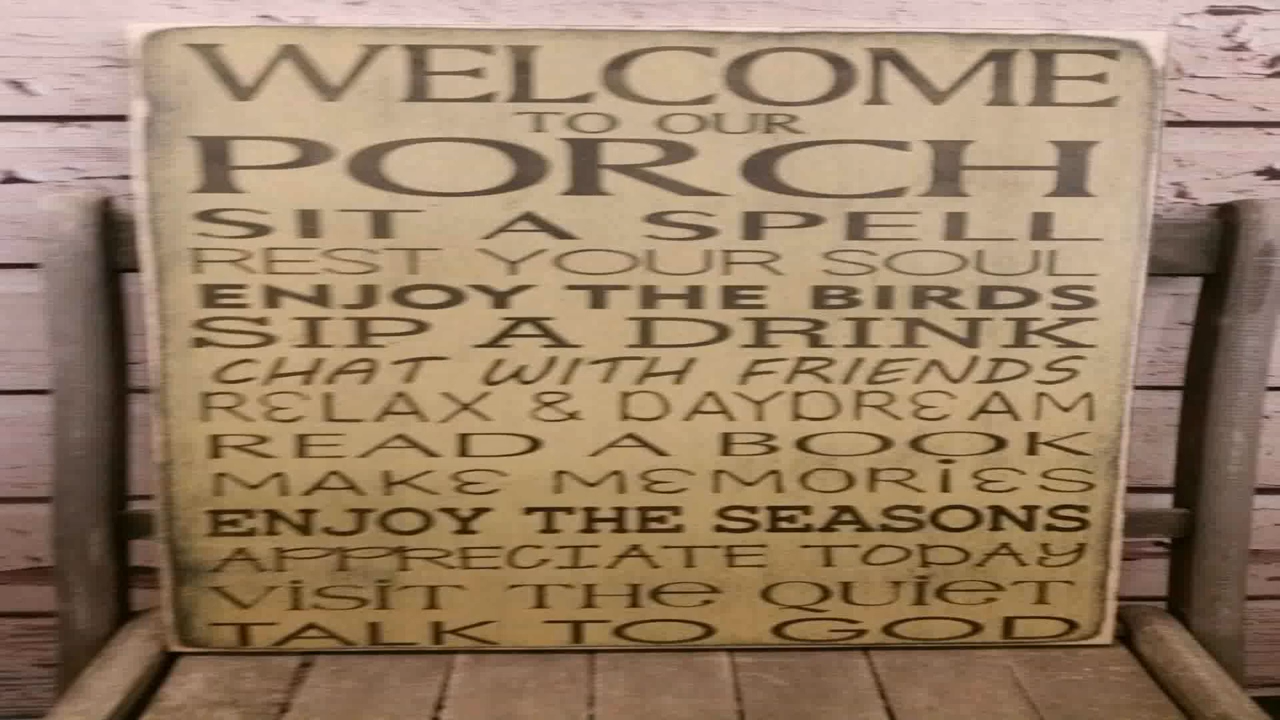 WELCOME
TO OUR
PORCH
SIT A SPELL
REST YOUR SOUL
ENJOY THE BIRDS
SIP A DRINK
CHAT WITH FRIENDS
RELAX & DAYDREAM
READ A BOOK
MAKE MEMORiES
ENJOY THE SEASONS
APPRECIATE TODAY
ViSiT THe QUieT
TALK TO GOD